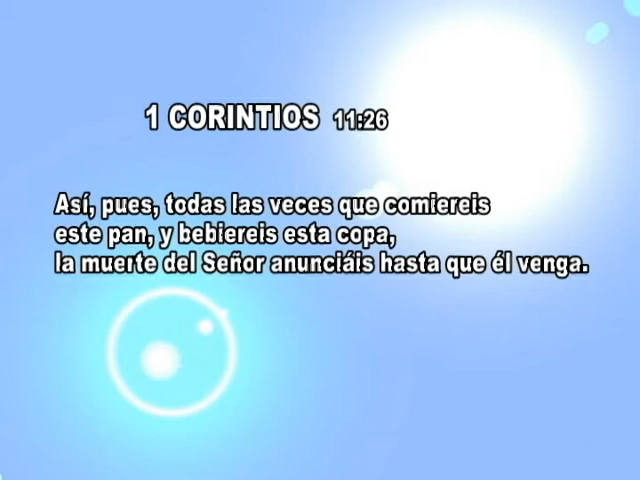 1 CORINTIOS 11:26
Así, pues, todas las veces que comiereis
este pan, y bebiereis esta copa,
la muerte del Señor anunciáis hasta que él venga.